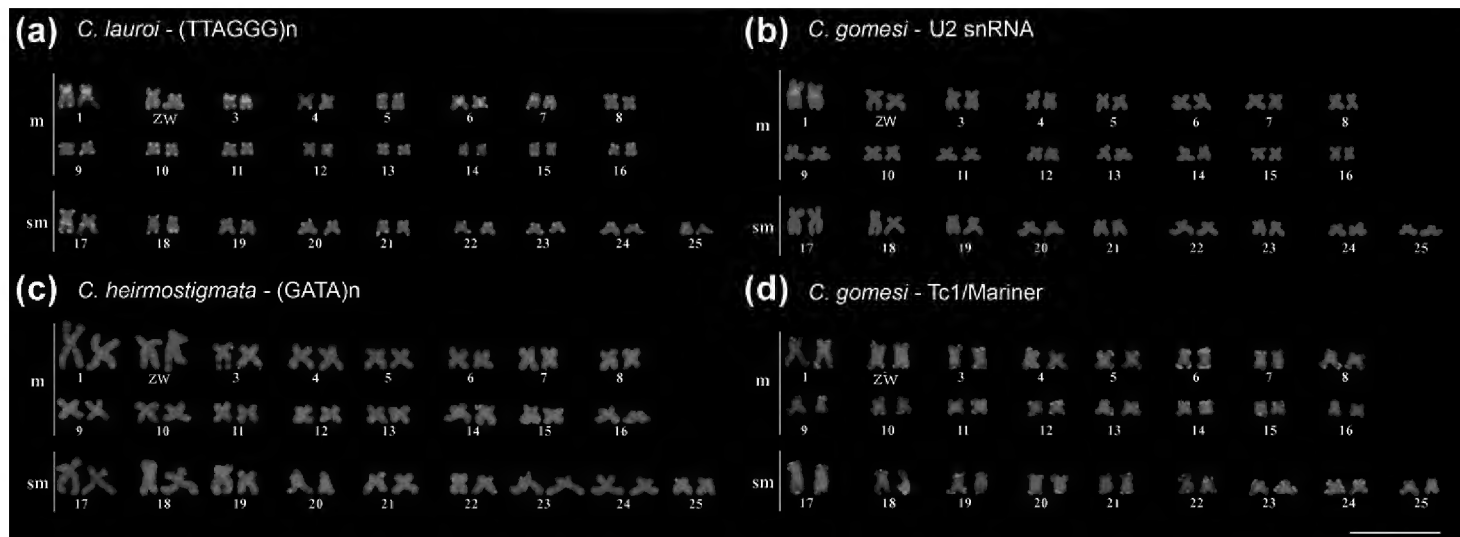 (a) C. lauroi - (TTAGGG)n
m
1 ZW 3 4 5 6 7 8
9 10 11 12 13 14 15 16
sm
17 18 19 20 21 22 23 24 25
(b) C. gomesi - U2 snRNA
m
1 ZW 3 4 5 6 7 8
9 10 11 12 13 14 15 16
sm
17 18 19 20 21 22 23 24 25
(c) C. heirmostigmata - (GATA)n
m
1 ZW 3 4 5 6 7 8
9 10 11 12 13 14 15 16
sm
17 18 19 20 21 22 23 24 25
(d) C. gomesi - Tc1/Mariner
m
1 ZW 3 4 5 6 7 8
9 10 11 12 13 14 15 16
sm
17 18 19 20 21 22 23 24 25